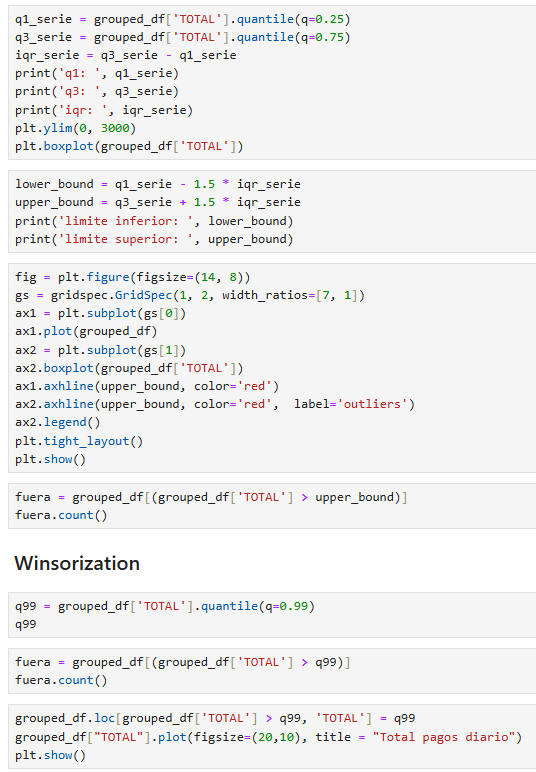 q1_serie = grouped_df['TOTAL'].quantile(q=0.25)
q3_serie = grouped_df['TOTAL'].quantile(q=0.75)
iqr_serie = q3_serie - q1_serie
print('q1: ', q1_serie)
print('q3: ', q3_serie)
print('iqr: ', iqr_serie)
plt.ylim(0, 3000)
plt.boxplot(grouped_df['TOTAL'])
lower_bound = q1_serie - 1.5 * iqr_serie
upper_bound = q3_serie + 1.5 * iqr_serie
print('limite inferior: ', lower_bound)
print('limite superior: ', upper_bound)
fig = plt.figure(figsize=(14, 8))
gs = gridspec.GridSpec(1, 2, width_ratios=[7, 1])
ax1 = plt.subplot(gs[0])
ax1.plot(grouped_df)
ax2 = plt.subplot(gs[1])
ax2.boxplot(grouped_df['TOTAL'])
ax1.axhline(upper_bound, color='red')
ax2.axhline(upper_bound, color='red',  label='outliers')
ax2.legend()
plt.tight_layout()
plt.show()
fuera = grouped_df[(grouped_df['TOTAL'] > upper_bound)]
fuera.count()
Winsorization
q99 = grouped_df['TOTAL'].quantile(q=0.99)
q99
fuera = grouped_df[(grouped_df['TOTAL'] > q99)]
fuera.count()
grouped_df.loc[grouped_df['TOTAL'] > q99, 'TOTAL'] = q99
grouped_df["TOTAL"].plot(figsize=(20,10), title = "Total pagos diario")
plt.show()